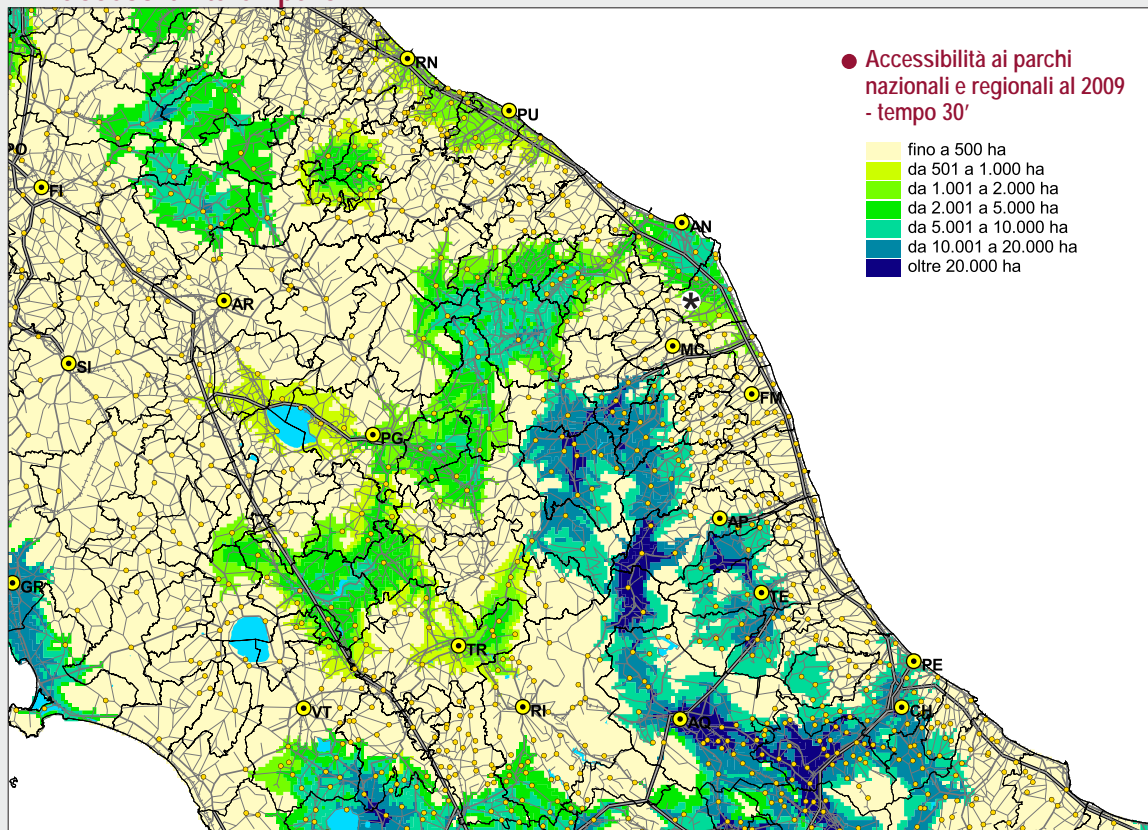 ● Accessibilità ai parchi
nazionali e regionali al 2009
- tempo 30'
fino a 500 ha
da 501 a 1.000 ha
da 1.001 a 2.000 ha
da 2.001 a 5.000 ha
da 5.001 a 10.000 ha
da 10.001 a 20.000 ha
oltre 20.000 ha
RN
PU
PO
FI
AN
AR
*
MC
SI
FM
PG
AP
GR
TE
TR
PE
VT
RI
AQ
CH